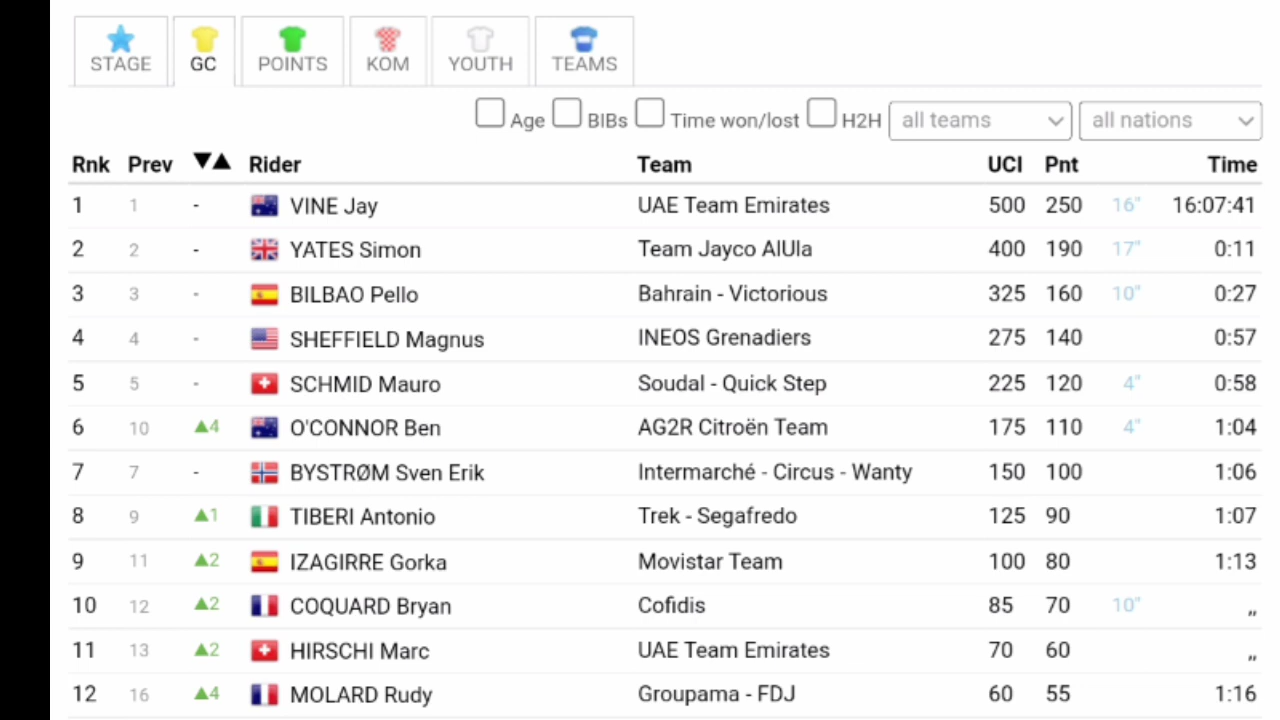 STAGE GC POINTS KOM YOUTH TEAMS
Age BIBs Time won/lost H2H all teams all nations
Rnk Prev ▼▲ Rider Team UCI Pnt Time
1 1 - VINE Jay UAE Team Emirates 500 250 16" 16:07:41
2 2 - YATES Simon Team Jayco AlUla 400 190 17" 0:11
3 3 - BILBAO Pello Bahrain - Victorious 325 160 10" 0:27
4 4 - SHEFFIELD Magnus INEOS Grenadiers 275 140 0:57
5 5 - SCHMID Mauro Soudal - Quick Step 225 120 4" 0:58
6 10 ▲4 O'CONNOR Ben AG2R Citroën Team 175 110 4" 1:04
7 7 - BYSTRØM Sven Erik Intermarché - Circus - Wanty 150 100 1:06
8 9 ▲1 TIBERI Antonio Trek - Segafredo 125 90 1:07
9 11 ▲2 IZAGIRRE Gorka Movistar Team 100 80 1:13
10 12 ▲2 COQUARD Bryan Cofidis 85 70 10" ,,
11 13 ▲2 HIRSCHI Marc UAE Team Emirates 70 60 ,,
12 16 ▲4 MOLARD Rudy Groupama - FDJ 60 55 1:16